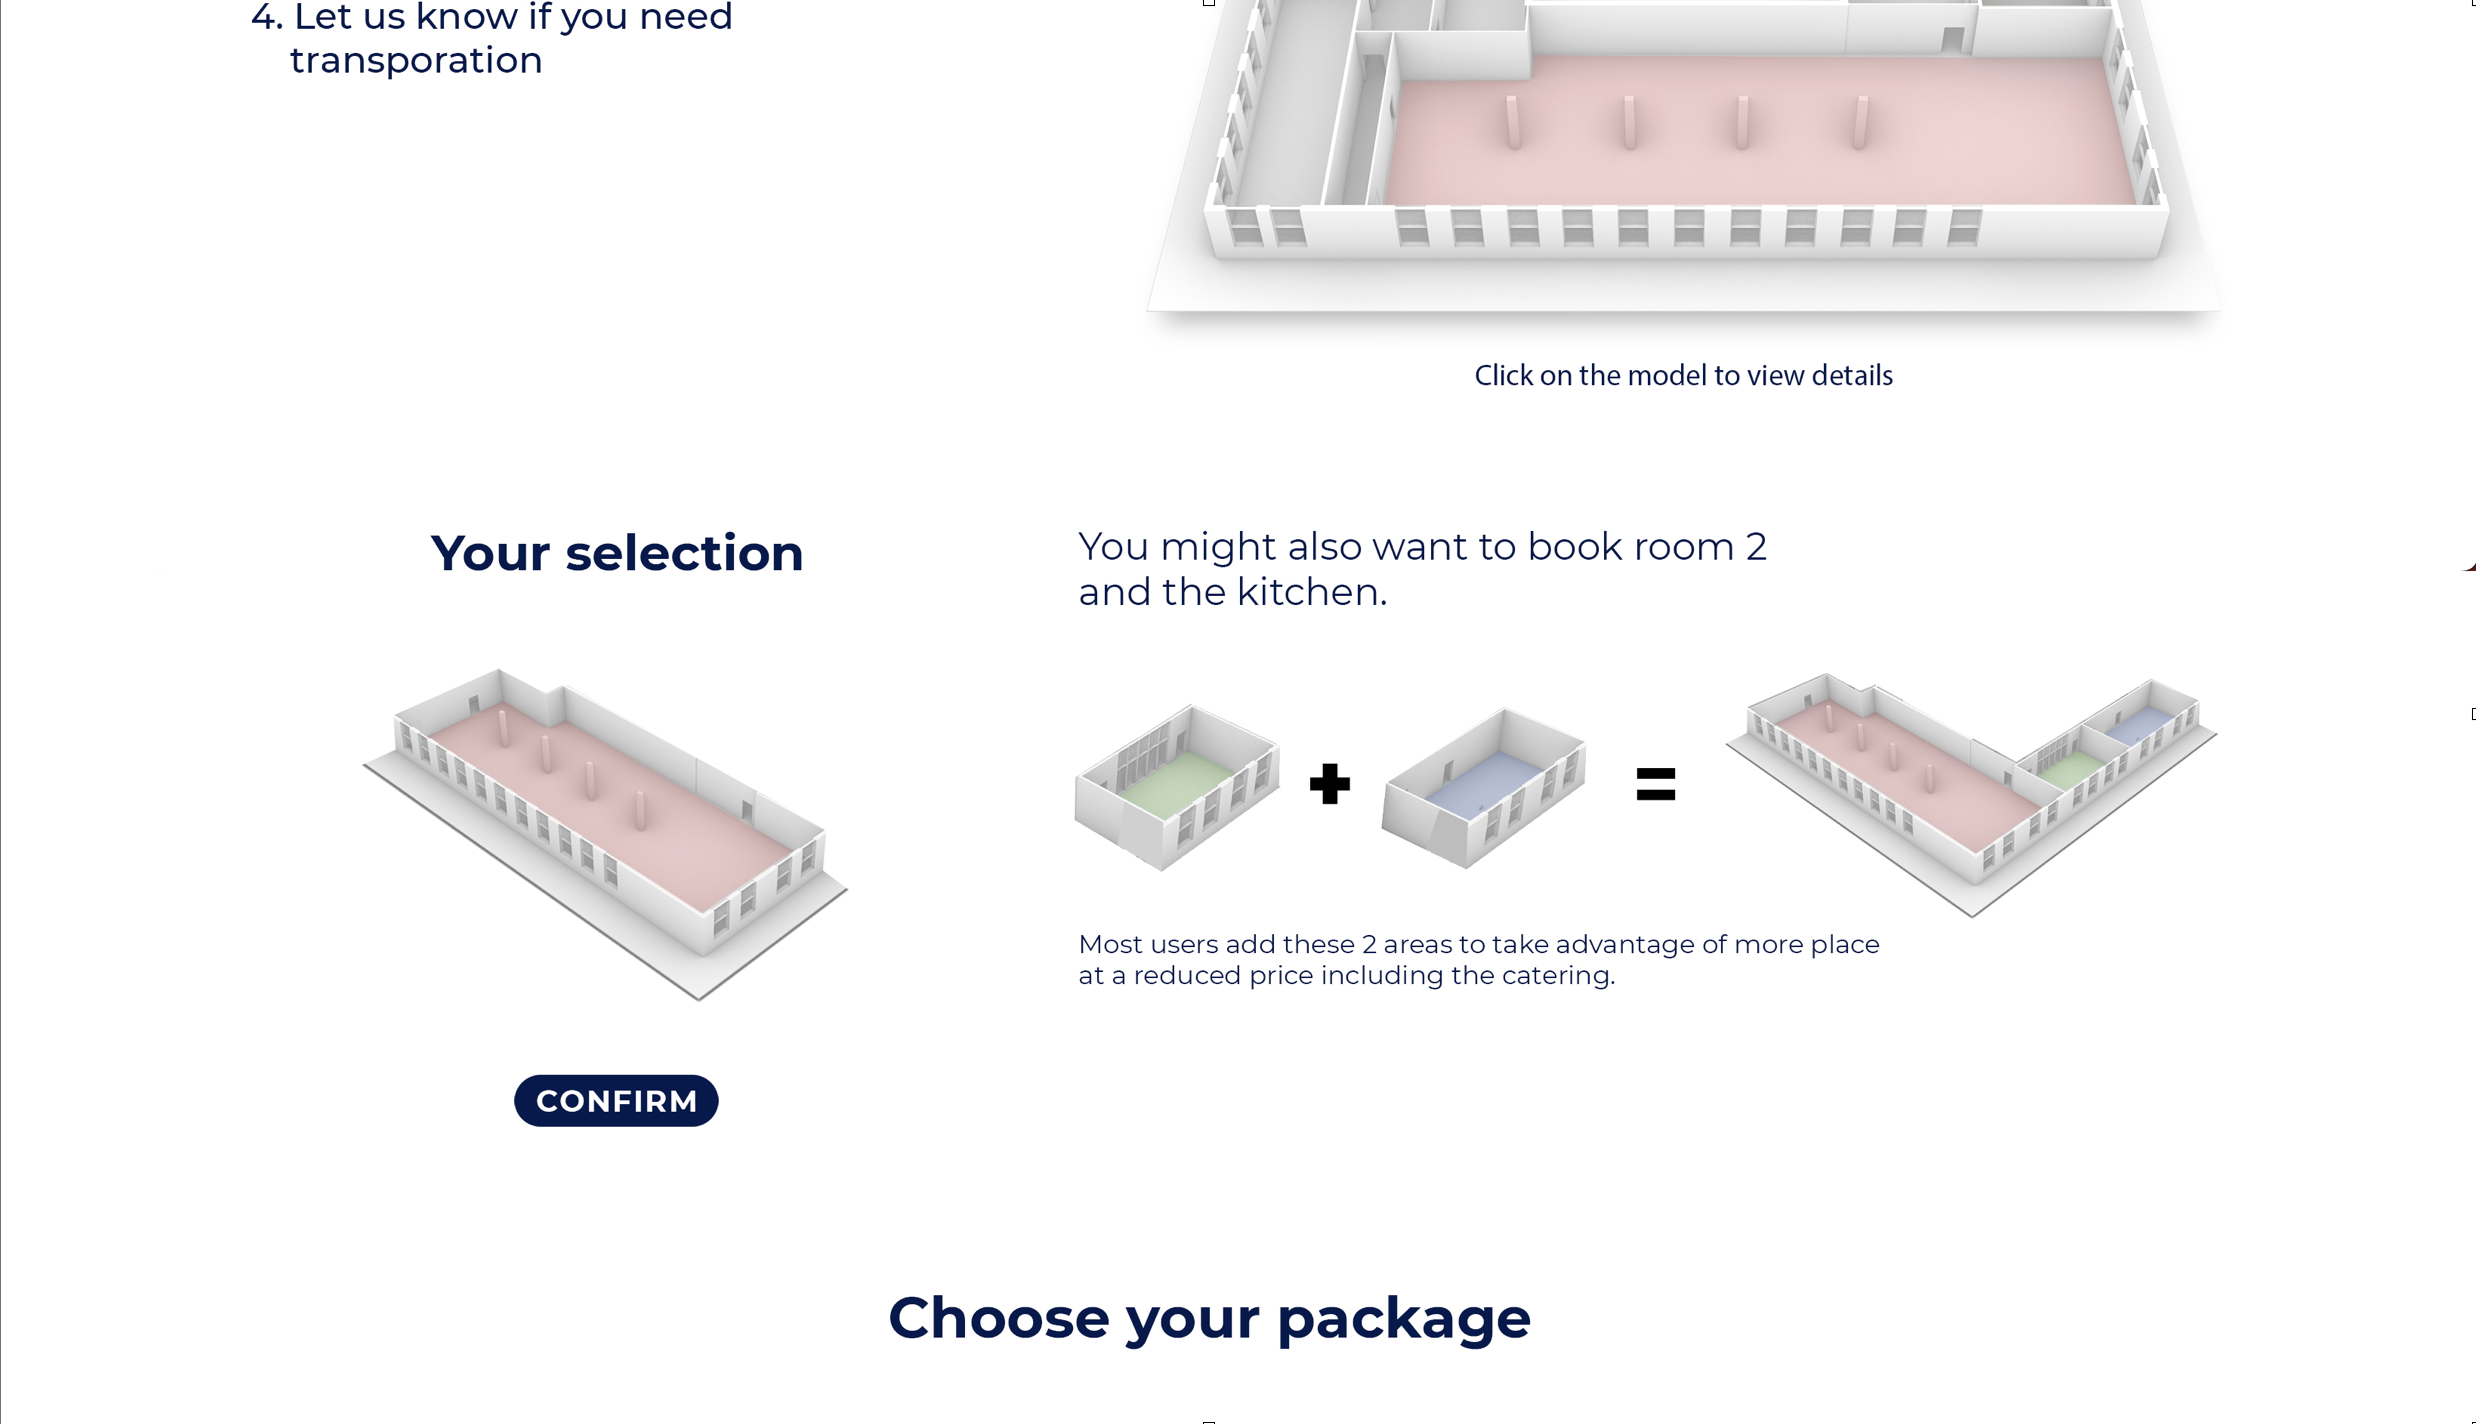 4. Let us know if you need
transporation
Click on the model to view details
Your selection
You might also want to book room 2
and the kitchen.
Most users add these 2 areas to take advantage of more place
at a reduced price including the catering.
CONFIRM
Choose your package